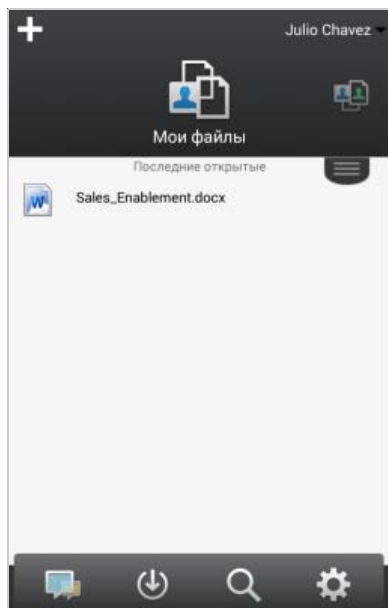 Julio Chavez
Мои файлы
Последние открытые
Sales_Enablement.docx